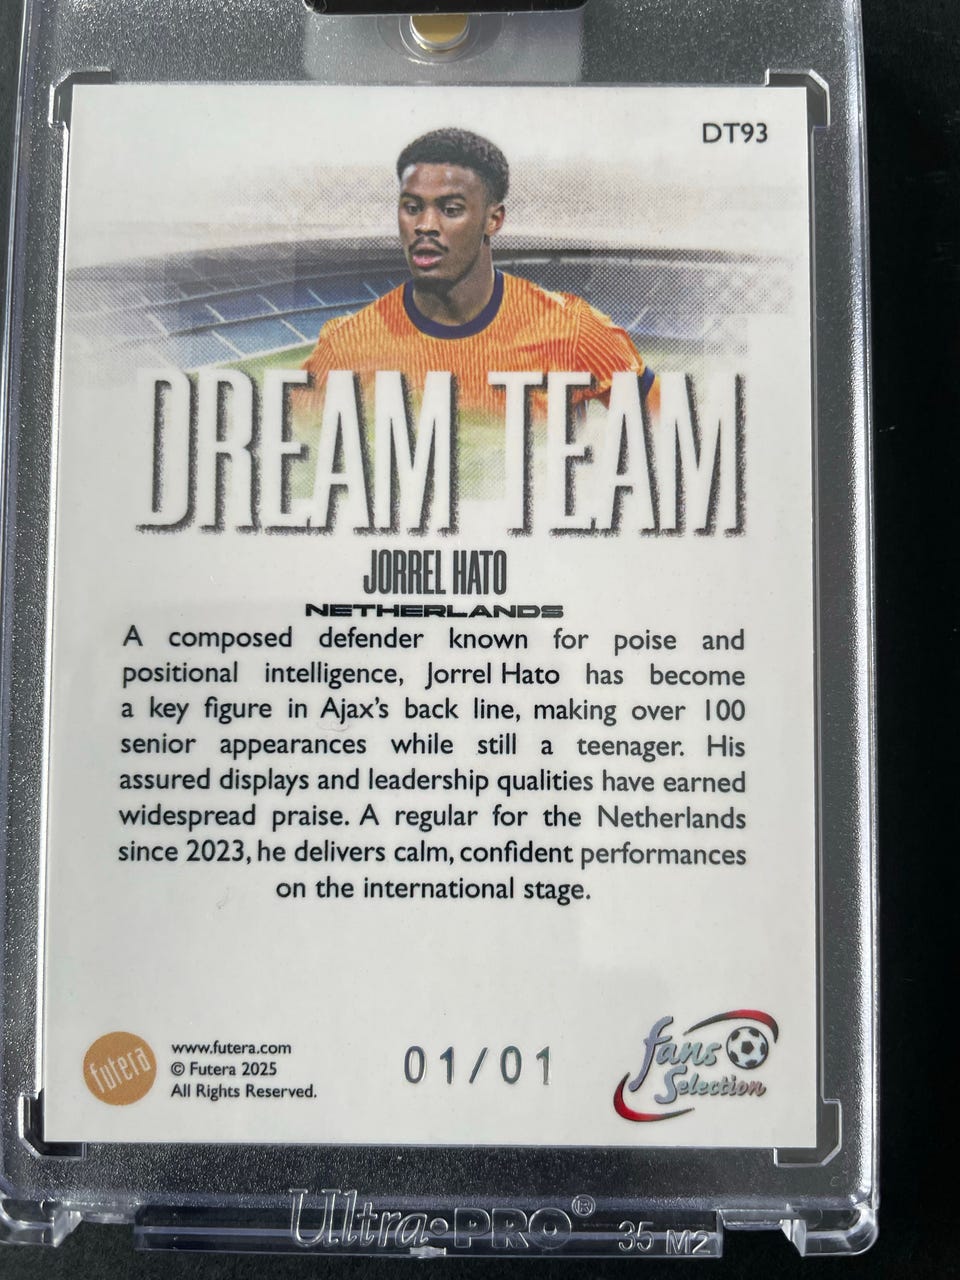 DT93
DREAM TEAM
JORREL HATO
NETHERLANDS
A composed defender known for poise and
positional intelligence, Jorrel Hato has become
a key figure in Ajax's back line, making over 100
senior appearances while still a teenager. His
assured displays and leadership qualities have earned
widespread praise. A regular for the Netherlands
since 2023, he delivers calm, confident performances
on the international stage.
futera
www.futera.com
© Futera 2025
All Rights Reserved.
01/01
fans
Selection
Ultra•PRO®
35 M2